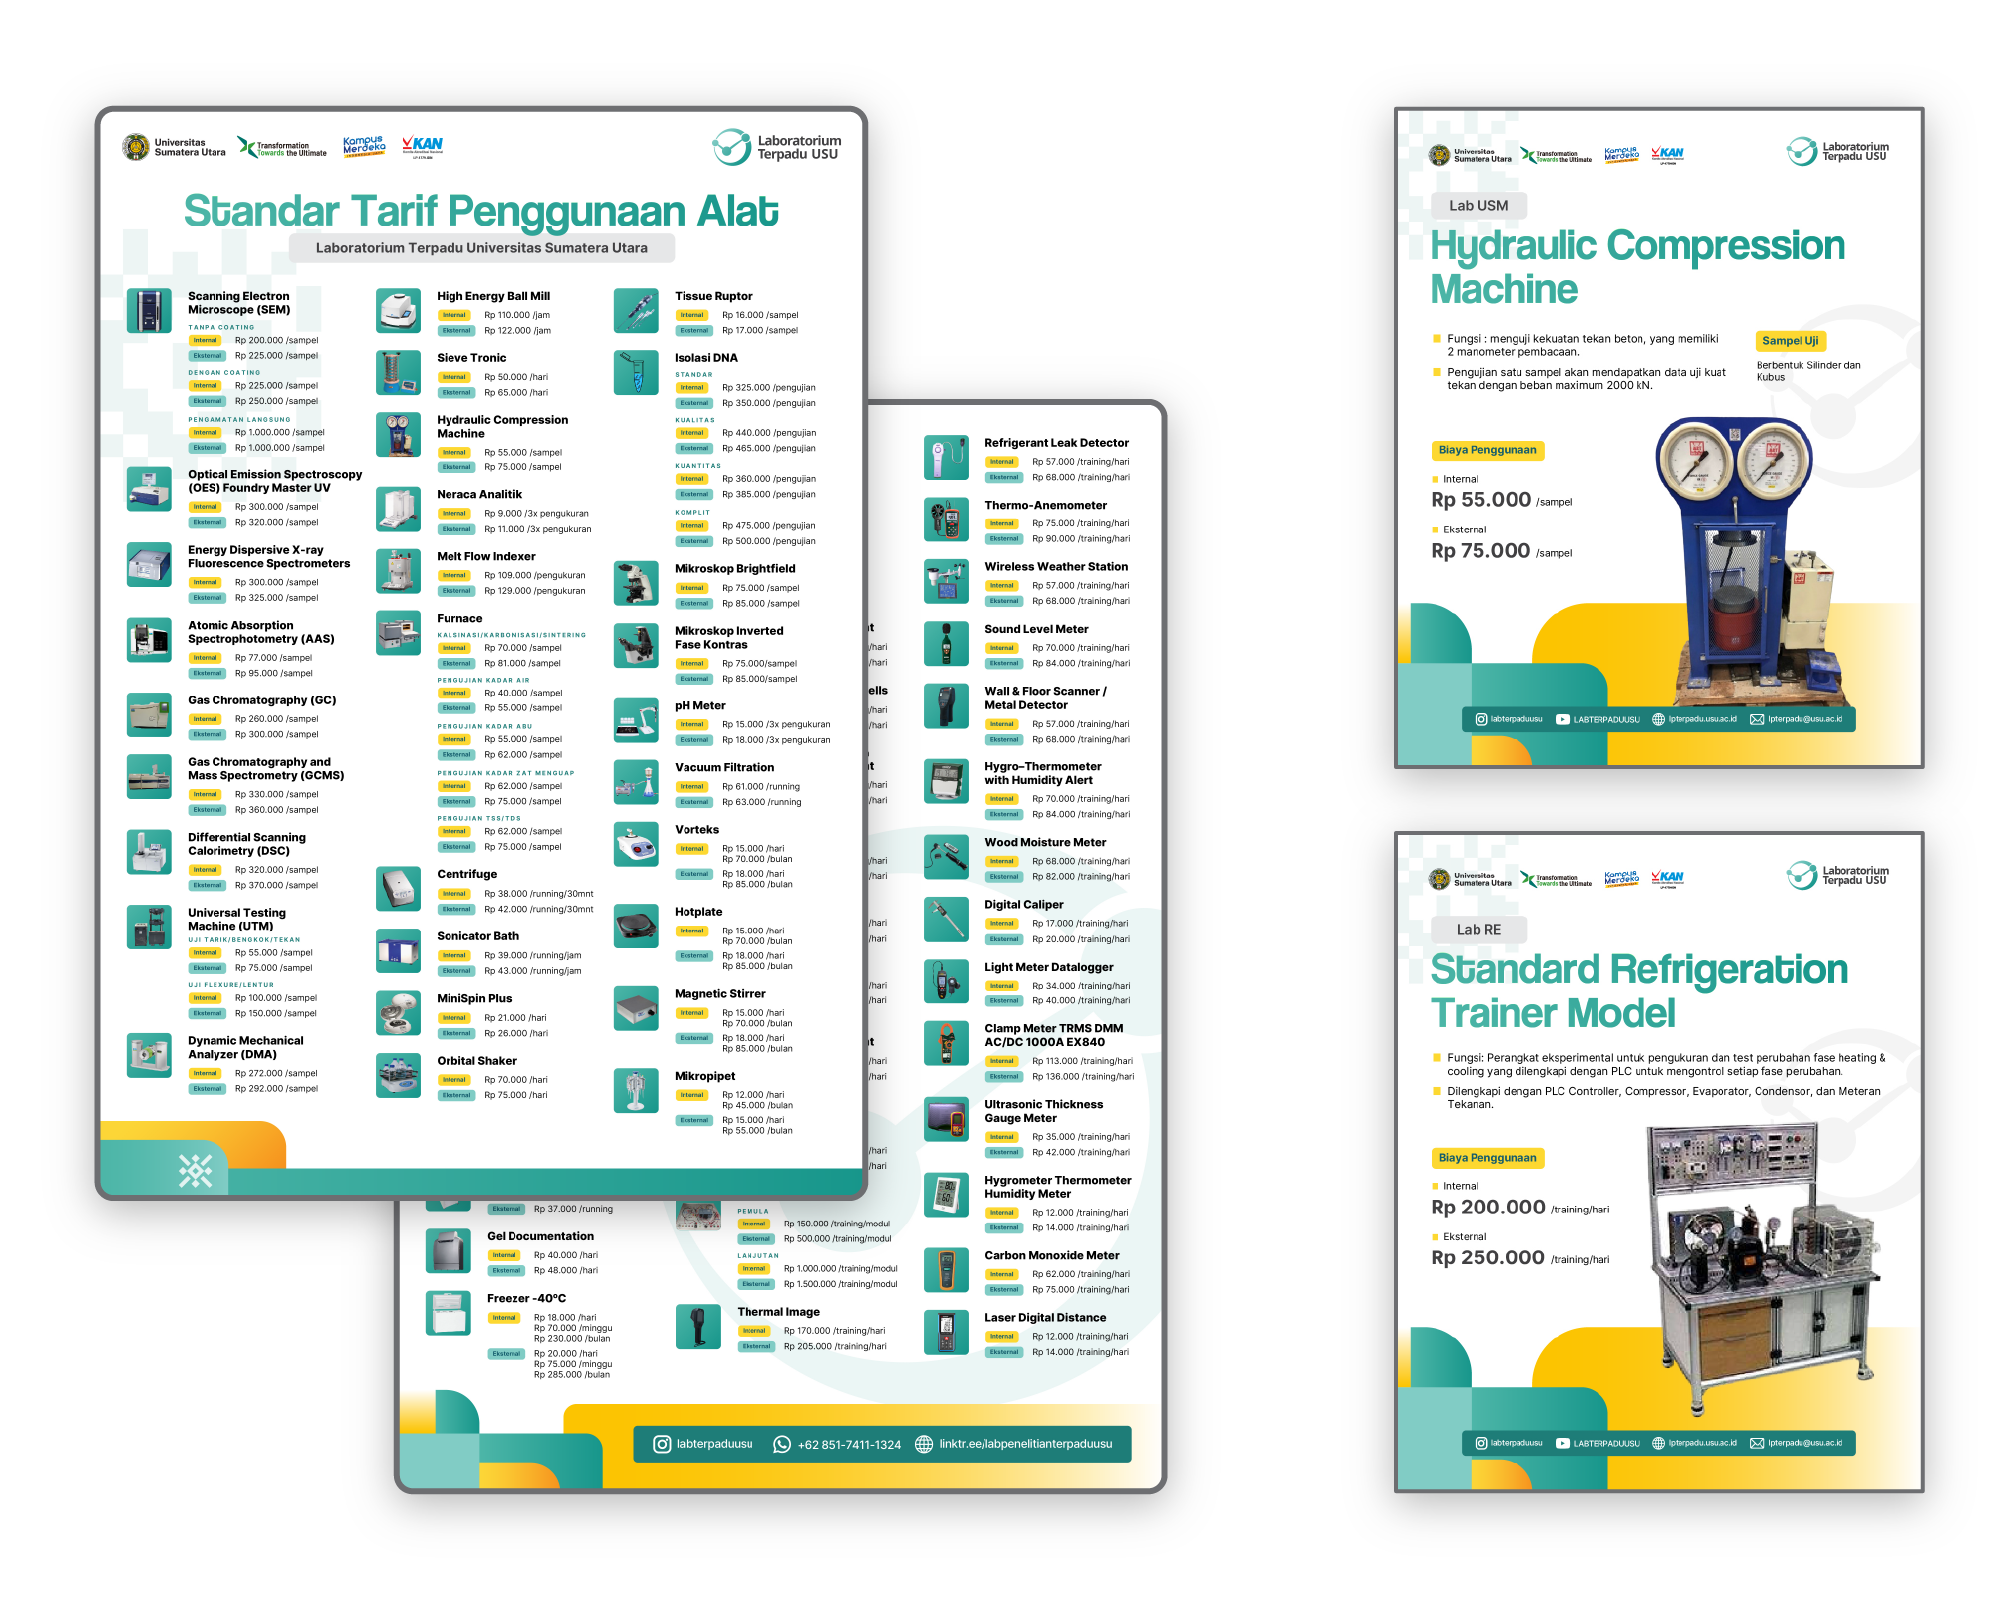 Universitas
Sumatera Utara
Transformation
Towards the Ultimate
Kampus
Merdeka
KAN
Laboratorium
Terpadu USU
Standar Tarif Penggunaan Alat
Laboratorium Terpadu Universitas Sumatera Utara
Scanning Electron
Microscope (SEM)
TANPA COATING
Internal Rp 200.000 /sampel
Eksternal Rp 225.000 /sampel
DENGAN COATING
Internal Rp 225.000 /sampel
Eksternal Rp 250.000 /sampel
PENGAMATAN LANGSUNG
Internal Rp 1.000.000 /sampel
Eksternal Rp 1.000.000 /sampel
Optical Emission Spectroscopy
(OES) Foundry Master UV
Internal Rp 300.000 /sampel
Eksternal Rp 320.000 /sampel
Energy Dispersive X-ray
Fluorescence Spectrometers
Internal Rp 300.000 /sampel
Eksternal Rp 325.000 /sampel
Atomic Absorption
Spectrophotometry (AAS)
Internal Rp 77.000 /sampel
Eksternal Rp 95.000 /sampel
Gas Chromatography (GC)
Internal Rp 260.000 /sampel
Eksternal Rp 300.000 /sampel
Gas Chromatography and
Mass Spectrometry (GCMS)
Internal Rp 330.000 /sampel
Eksternal Rp 360.000 /sampel
Differential Scanning
Calorimetry (DSC)
Internal Rp 320.000 /sampel
Eksternal Rp 370.000 /sampel
Universal Testing
Machine (UTM)
UJI TARIK/BENGKOK/TEKAN
Internal Rp 55.000 /sampel
Eksternal Rp 75.000 /sampel
UJI FLEXURE/LENTUR
Internal Rp 100.000 /sampel
Eksternal Rp 150.000 /sampel
Dynamic Mechanical
Analyzer (DMA)
Internal Rp 272.000 /sampel
Eksternal Rp 292.000 /sampel
High Energy Ball Mill
Internal Rp 110.000 /jam
Eksternal Rp 122.000 /jam
Sieve Tronic
Internal Rp 50.000 /hari
Eksternal Rp 65.000 /hari
Hydraulic Compression
Machine
Internal Rp 55.000 /sampel
Eksternal Rp 75.000 /sampel
Neraca Analitik
Internal Rp 9.000 /3x pengukuran
Eksternal Rp 11.000 /3x pengukuran
Melt Flow Indexer
Internal Rp 109.000 /pengukuran
Eksternal Rp 129.000 /pengukuran
Furnace
KALSINASI/KARBONISASI/SINTERING
Internal Rp 70.000 /sampel
Eksternal Rp 81.000 /sampel
PENGUJIAN KADAR AIR
Internal Rp 40.000 /sampel
Eksternal Rp 55.000 /sampel
PENGUJIAN KADAR ABU
Internal Rp 55.000 /sampel
Eksternal Rp 62.000 /sampel
PENGUJIAN KADAR ZAT MENGUAP
Internal Rp 62.000 /sampel
Eksternal Rp 75.000 /sampel
PENGUJIAN TSS/TDS
Internal Rp 62.000 /sampel
Eksternal Rp 75.000 /sampel
Centrifuge
Internal Rp 38.000 /running/30mnt
Eksternal Rp 42.000 /running/30mnt
Sonicator Bath
Internal Rp 39.000 /running/jam
Eksternal Rp 43.000 /running/jam
MiniSpin Plus
Internal Rp 21.000 /hari
Eksternal Rp 26.000 /hari
Orbital Shaker
Internal Rp 70.000 /hari
Eksternal Rp 75.000 /hari
Tissue Ruptor
Internal Rp 16.000 /sampel
Eksternal Rp 17.000 /sampel
Isolasi DNA
STANDAR
Internal Rp 325.000 /pengujian
Eksternal Rp 350.000 /pengujian
KUALITAS
Internal Rp 440.000 /pengujian
Eksternal Rp 465.000 /pengujian
KUANTITAS
Internal Rp 360.000 /pengujian
Eksternal Rp 385.000 /pengujian
KOMPLIT
Internal Rp 475.000 /pengujian
Eksternal Rp 500.000 /pengujian
Mikroskop Brightfield
Internal Rp 75.000 /sampel
Eksternal Rp 85.000 /sampel
Mikroskop Inverted
Fase Kontras
Internal Rp 75.000/sampel
Eksternal Rp 85.000/sampel
pH Meter
Internal Rp 15.000 /3x pengukuran
Eksternal Rp 18.000 /3x pengukuran
Vacuum Filtration
Internal Rp 61.000 /running
Eksternal Rp 63.000 /running
Vorteks
Internal Rp 15.000 /hari
Rp 70.000 /bulan
Eksternal Rp 18.000 /hari
Rp 85.000 /bulan
Hotplate
Internal Rp 15.000 /hari
Rp 70.000 /bulan
Eksternal Rp 18.000 /hari
Rp 85.000 /bulan
Magnetic Stirrer
Internal Rp 15.000 /hari
Rp 70.000 /bulan
Eksternal Rp 18.000 /hari
Rp 85.000 /bulan
Mikropipet
Internal Rp 12.000 /hari
Rp 45.000 /bulan
Eksternal Rp 15.000 /hari
Rp 55.000 /bulan
Eksternal Rp 37.000 /running
Gel Documentation
Internal Rp 40.000 /hari
Eksternal Rp 48.000 /hari
Freezer -40°C
Internal Rp 18.000 /hari
Rp 70.000 /minggu
Rp 230.000 /bulan
Eksternal Rp 20.000 /hari
Rp 75.000 /minggu
Rp 285.000 /bulan
PEMULA
Internal Rp 150.000 /training/modul
Eksternal Rp 500.000 /training/modul
LANJUTAN
Internal Rp 1.000.000 /training/modul
Eksternal Rp 1.500.000 /training/modul
Thermal Image
Internal Rp 170.000 /training/hari
Eksternal Rp 205.000 /training/hari
Refrigerant Leak Detector
Internal Rp 57.000 /training/hari
Eksternal Rp 68.000 /training/hari
Thermo-Anemometer
Internal Rp 75.000 /training/hari
Eksternal Rp 90.000 /training/hari
Wireless Weather Station
Internal Rp 57.000 /training/hari
Eksternal Rp 68.000 /training/hari
Sound Level Meter
Internal Rp 70.000 /training/hari
Eksternal Rp 84.000 /training/hari
Wall & Floor Scanner /
Metal Detector
Internal Rp 57.000 /training/hari
Eksternal Rp 68.000 /training/hari
Hygro-Thermometer
with Humidity Alert
Internal Rp 70.000 /training/hari
Eksternal Rp 84.000 /training/hari
Wood Moisture Meter
Internal Rp 68.000 /training/hari
Eksternal Rp 82.000 /training/hari
Digital Caliper
Internal Rp 17.000 /training/hari
Eksternal Rp 20.000 /training/hari
Light Meter Datalogger
Internal Rp 34.000 /training/hari
Eksternal Rp 40.000 /training/hari
Clamp Meter TRMS DMM
AC/DC 1000A EX840
Internal Rp 113.000 /training/hari
Eksternal Rp 136.000 /training/hari
Ultrasonic Thickness
Gauge Meter
Internal Rp 35.000 /training/hari
Eksternal Rp 42.000 /training/hari
Hygrometer Thermometer
Humidity Meter
Internal Rp 12.000 /training/hari
Eksternal Rp 14.000 /training/hari
Carbon Monoxide Meter
Internal Rp 62.000 /training/hari
Eksternal Rp 75.000 /training/hari
Laser Digital Distance
Internal Rp 12.000 /training/hari
Eksternal Rp 14.000 /training/hari
labterpaduusu +62 851-7411-1324 linktr.ee/labpenelitianterpaduusu
Universitas
Sumatera Utara
Transformation
Towards the Ultimate
Kampus
Merdeka
KAN
Laboratorium
Terpadu USU
Lab USM
Hydraulic Compression
Machine
Fungsi : menguji kekuatan tekan beton, yang memiliki
2 manometer pembacaan.
Pengujian satu sampel akan mendapatkan data uji kuat
tekan dengan beban maximum 2000 kN.
Sampel Uji
Berbentuk Silinder dan
Kubus
Biaya Penggunaan
Internal
Rp 55.000 /sampel
Eksternal
Rp 75.000 /sampel
labterpaduusu LABTERPADUUSU lpterpadu.usu.ac.id lpterpadu@usu.ac.id
Universitas
Sumatera Utara
Transformation
Towards the Ultimate
Kampus
Merdeka
KAN
Laboratorium
Terpadu USU
Lab RE
Standard Refrigeration
Trainer Model
Fungsi: Perangkat eksperimental untuk pengukuran dan test perubahan fase heating &
cooling yang dilengkapi dengan PLC untuk mengontrol setiap fase perubahan.
Dilengkapi dengan PLC Controller, Compressor, Evaporator, Condensor, dan Meteran
Tekanan.
Biaya Penggunaan
Internal
Rp 200.000 /training/hari
Eksternal
Rp 250.000 /training/hari
labterpaduusu LABTERPADUUSU lpterpadu.usu.ac.id lpterpadu@usu.ac.id